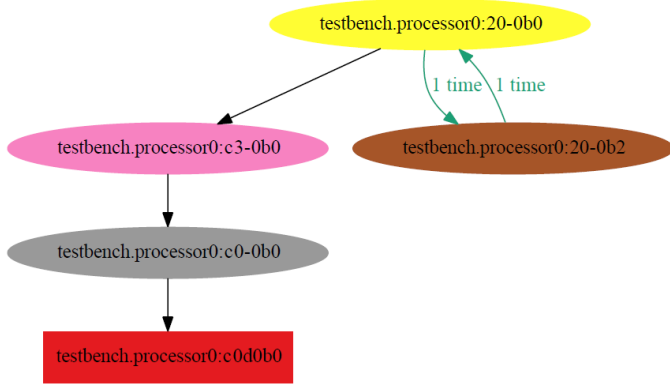 testbench.processor0:20-0b0
1 time 1 time
testbench.processor0:c3-0b0 testbench.processor0:20-0b2
testbench.processor0:c0-0b0
testbench.processor0:c0d0b0